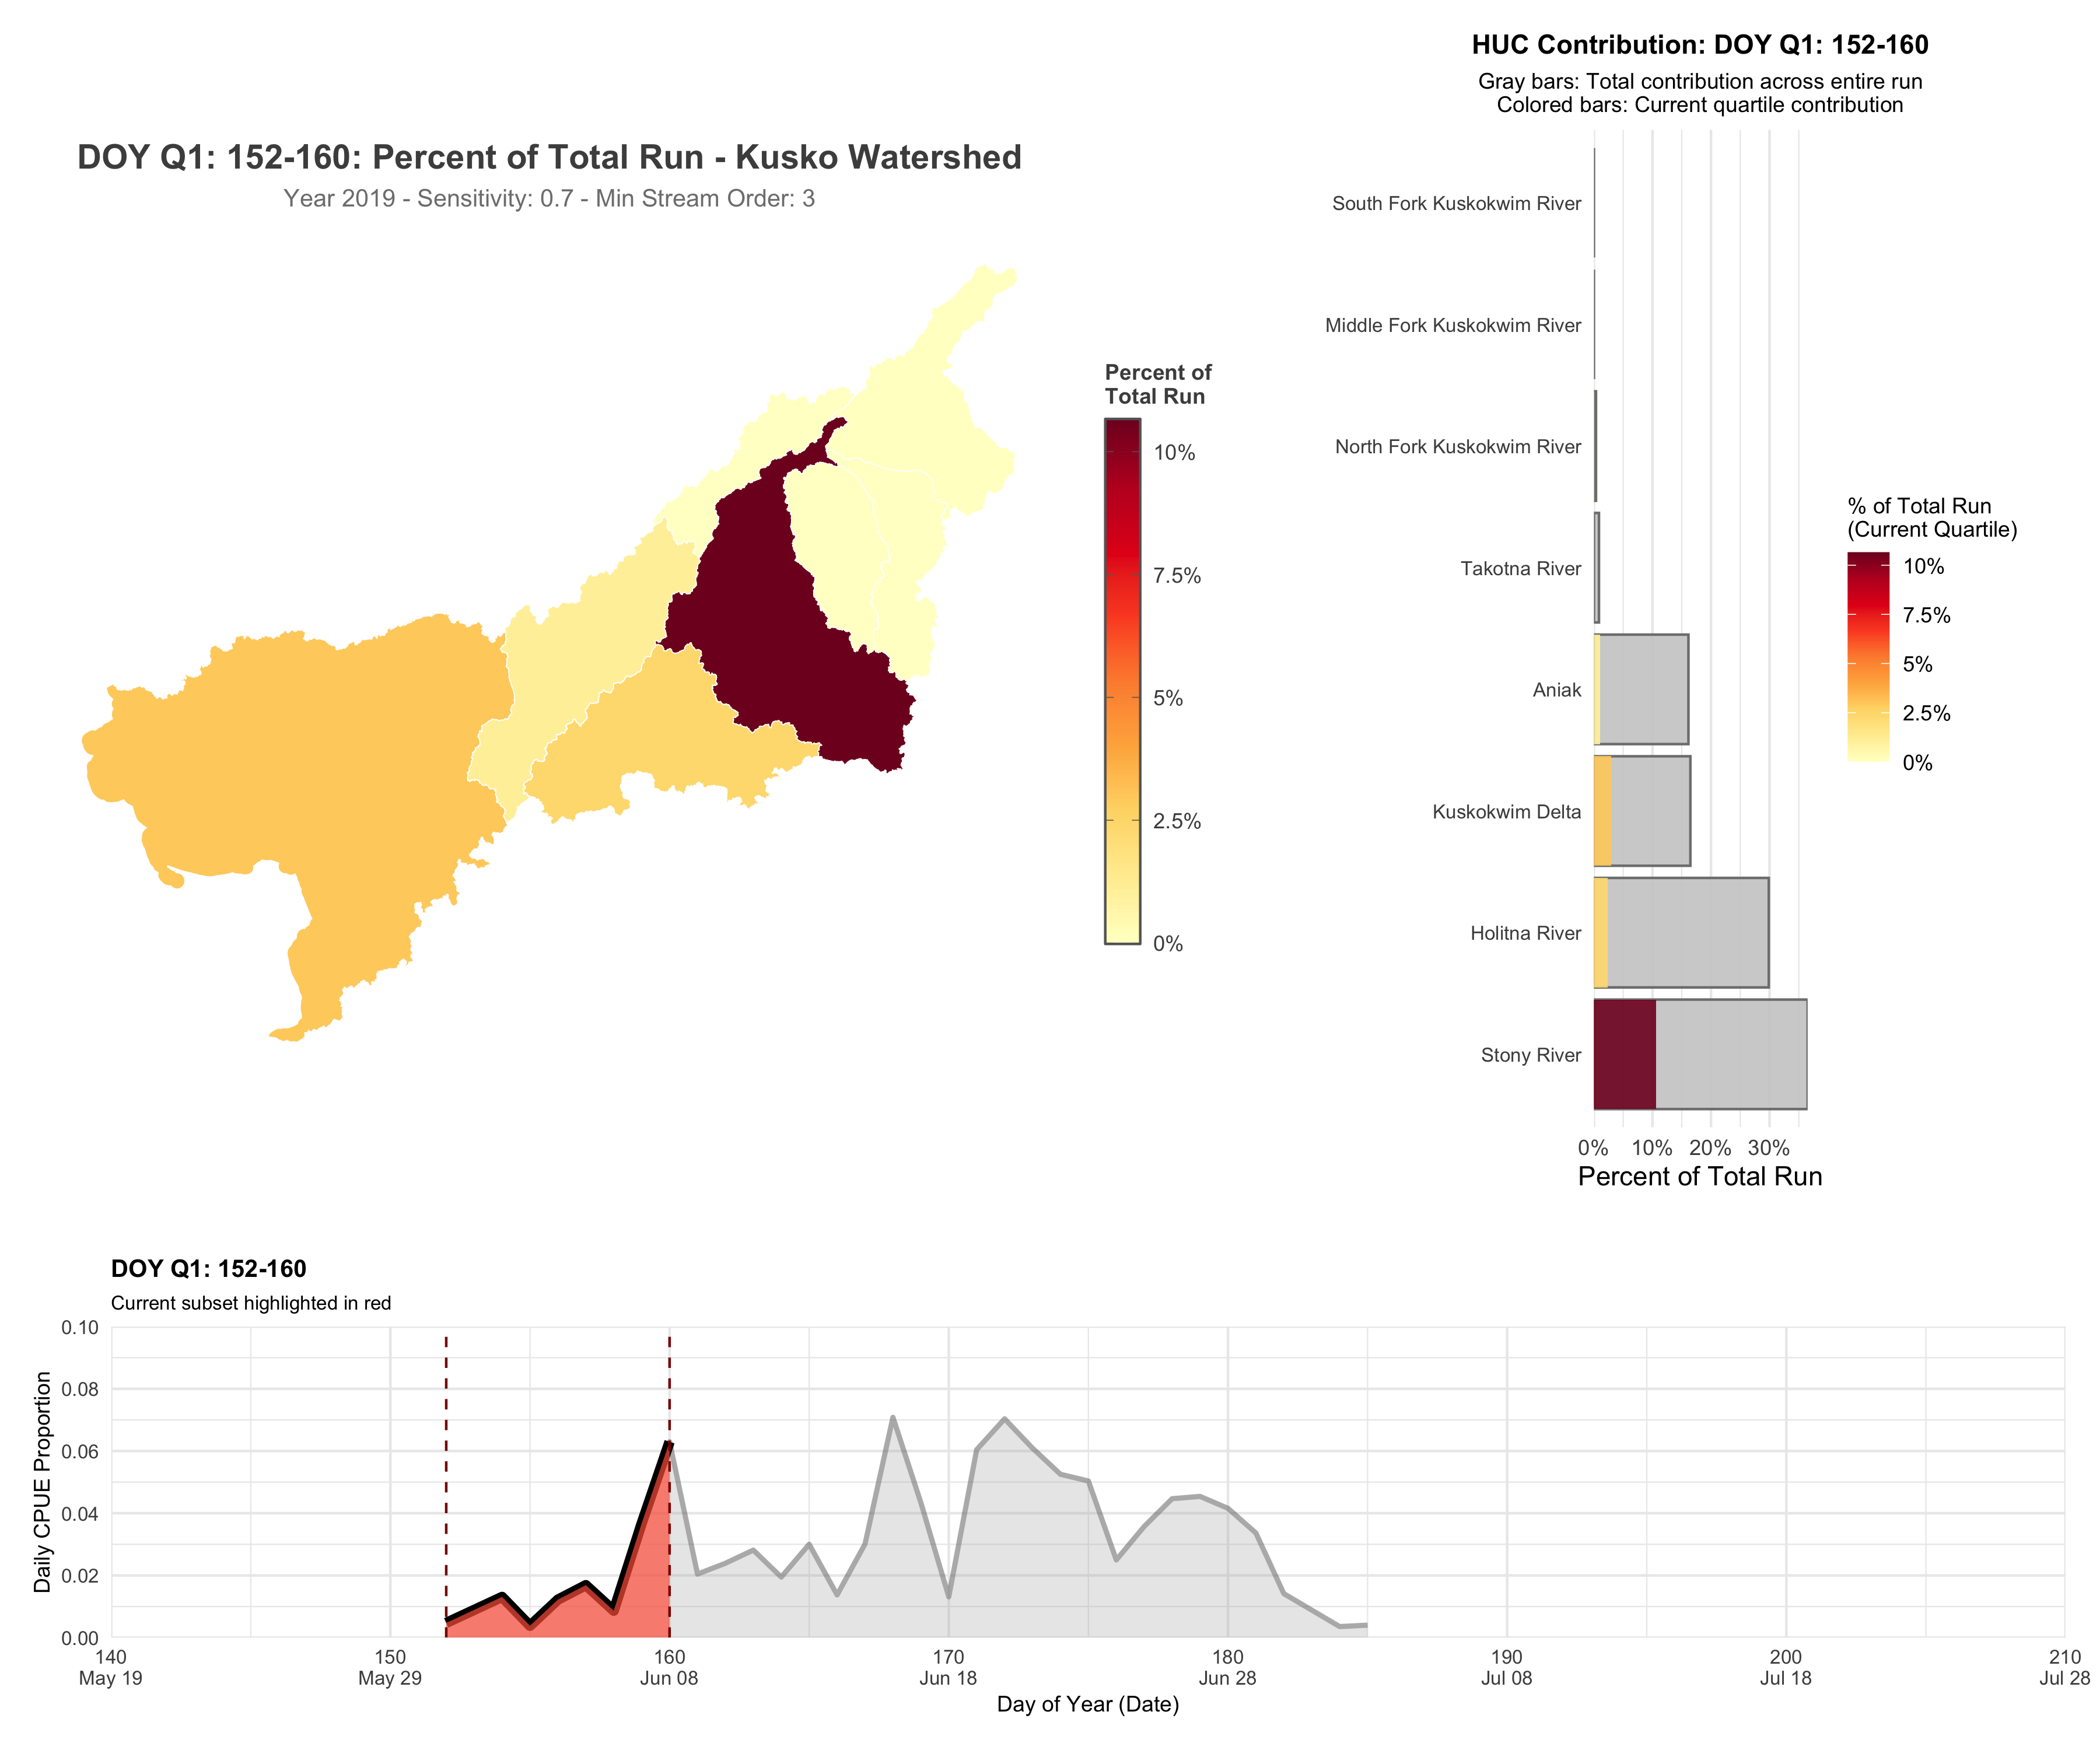 HUC Contribution: DOY Q1: 152-160
Gray bars: Total contribution across entire run
Colored bars: Current quartile contribution
DOY Q1: 152-160: Percent of Total Run - Kusko Watershed
Year 2019 - Sensitivity: 0.7 - Min Stream Order: 3
Percent of
Total Run
10%
7.5%
5%
2.5%
0%
South Fork Kuskokwim River
Middle Fork Kuskokwim River
North Fork Kuskokwim River
Takotna River
Aniak
Kuskokwim Delta
Holitna River
Stony River
0% 10% 20% 30%
Percent of Total Run
% of Total Run
(Current Quartile)
10%
7.5%
5%
2.5%
0%
DOY Q1: 152-160
Current subset highlighted in red
Daily CPUE Proportion
0.10
0.08
0.06
0.04
0.02
0.00
140 150 160 170 180 190 200 210
May 19 May 29 Jun 08 Jun 18 Jun 28 Jul 08 Jul 18 Jul 28
Day of Year (Date)